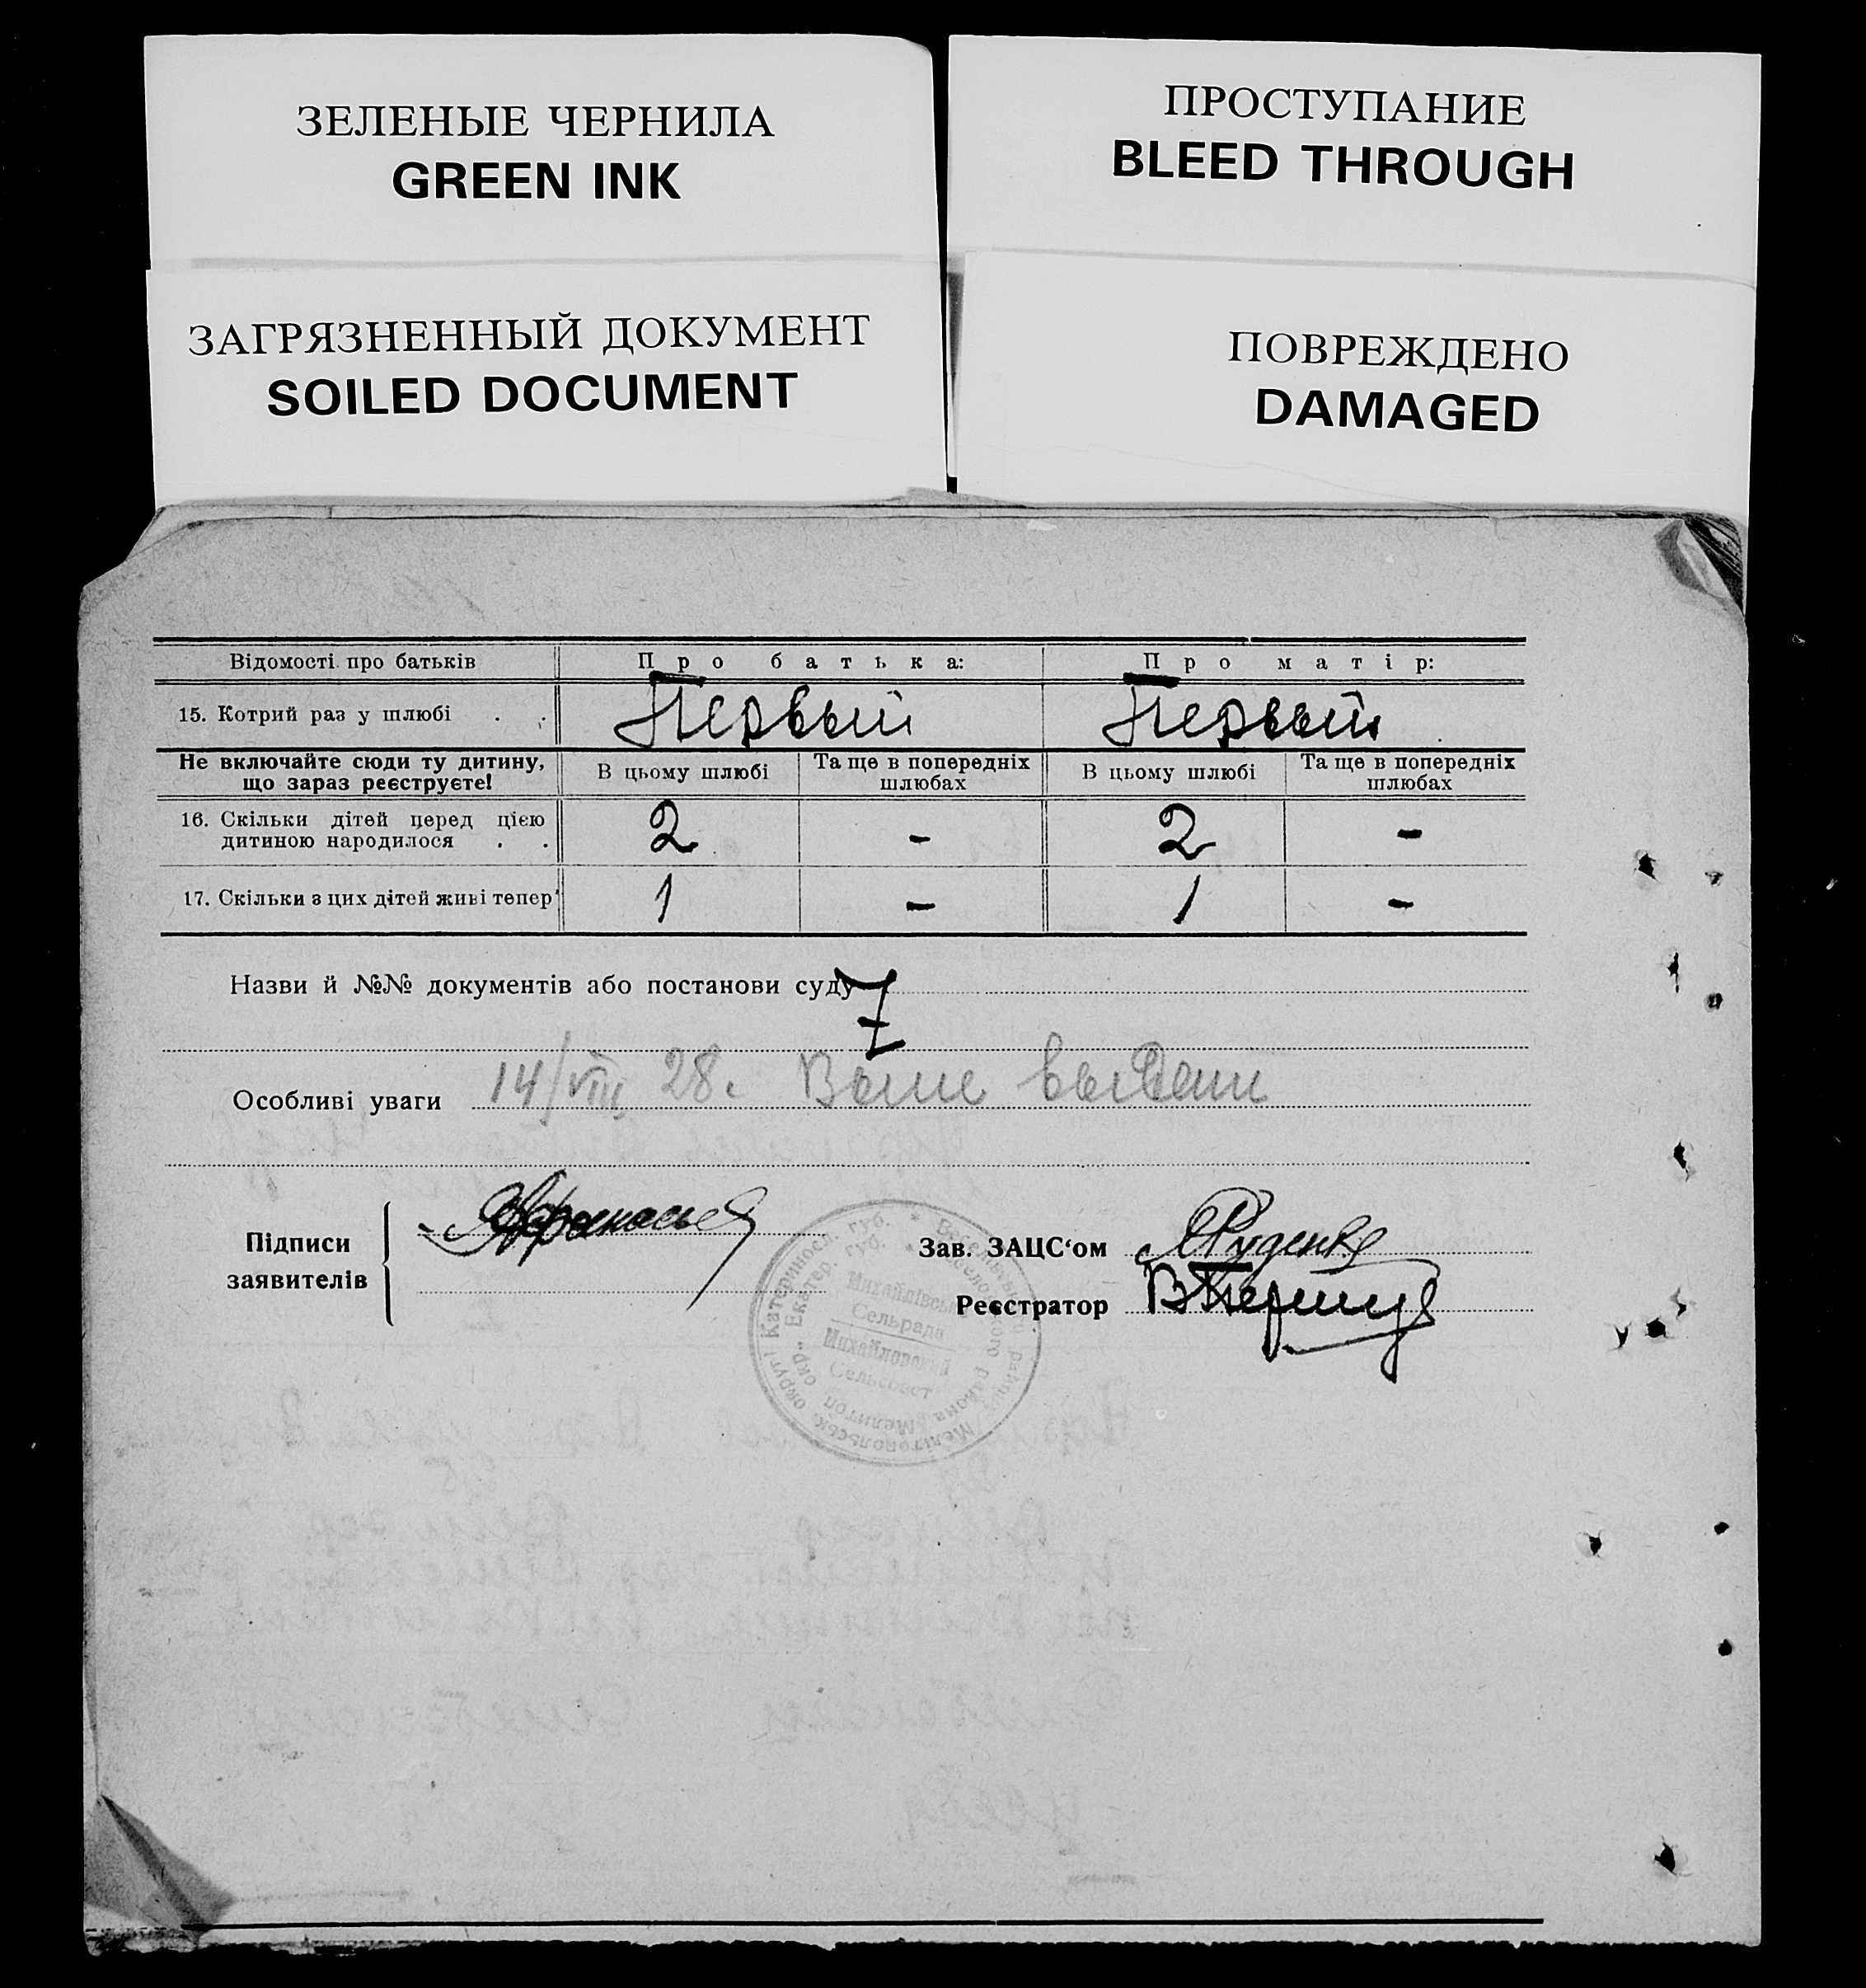 ЗЕЛЕНЫЕ ЧЕРНИЛА
GREEN INK
ПРОСТУПАНИЕ
BLEED THROUGH
ЗАГРЯЗНЕННЫЙ ДОКУМЕНТ
SOILED DOCUMENT
ПОВРЕЖДЕНО
DAMAGED
Відомості про батьків Про батька: Про матір:
15. Котрий раз у шлюбі . . Первый Первый
Не включайте сюди ту дитину, що зараз реєструєте! В цьому шлюбі Та ще в попередніх шлюбах В цьому шлюбі Та ще в попередніх шлюбах
16. Скільки дітей перед цією дитиною народилося . . 2 - 2 -
17. Скільки з цих дітей живі тепер 1 - 1 -
Назви й №№ документів або постанови суду
Особливі уваги 14/VIII 28.
Підписи заявителів
Зав. ЗАЦС‘ом Руденко
Реєстратор
Михайлівська
Сельрада
Михайловский
Сельсовет